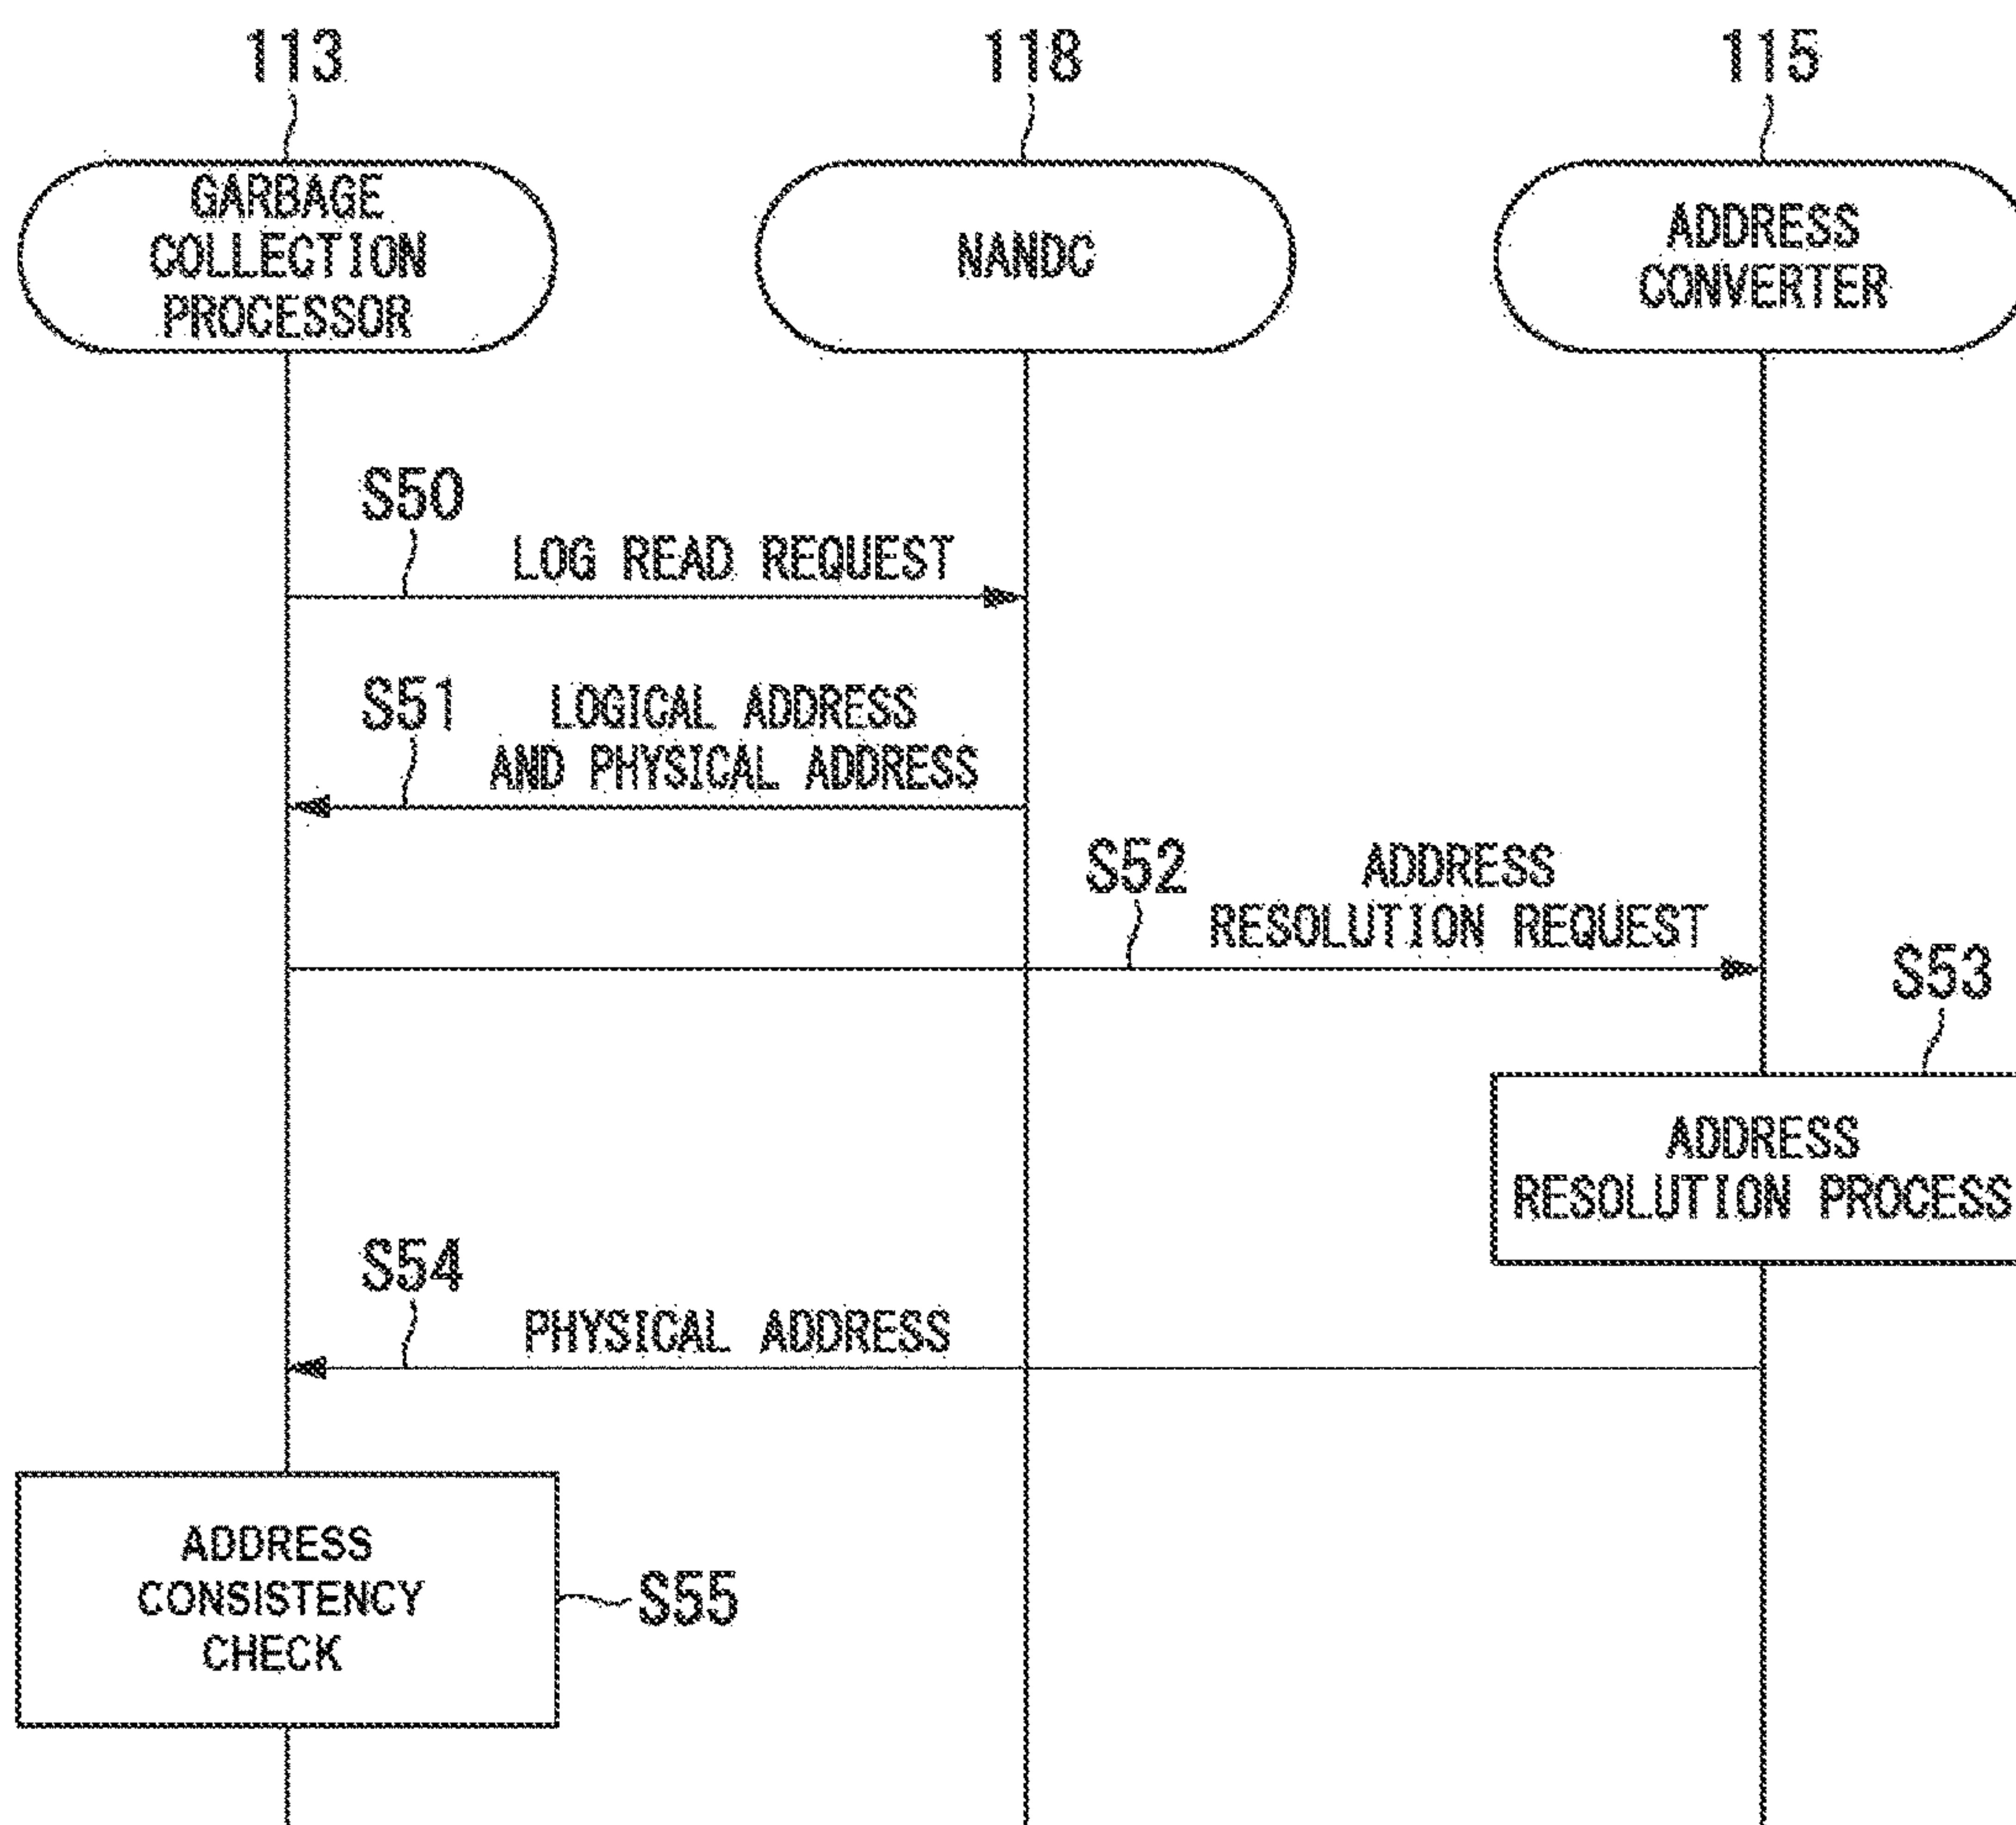 113
118
115
GARBAGE
COLLECTION
PROCESSOR
NANDC
ADDRESS
CONVERTER
S50
LOG READ REQUEST
S51
LOGICAL ADDRESS
AND PHYSICAL ADDRESS
S52
ADDRESS
RESOLUTION REQUEST
S53
ADDRESS
RESOLUTION PROCESS
S54
PHYSICAL ADDRESS
ADDRESS
CONSISTENCY
CHECK
S55